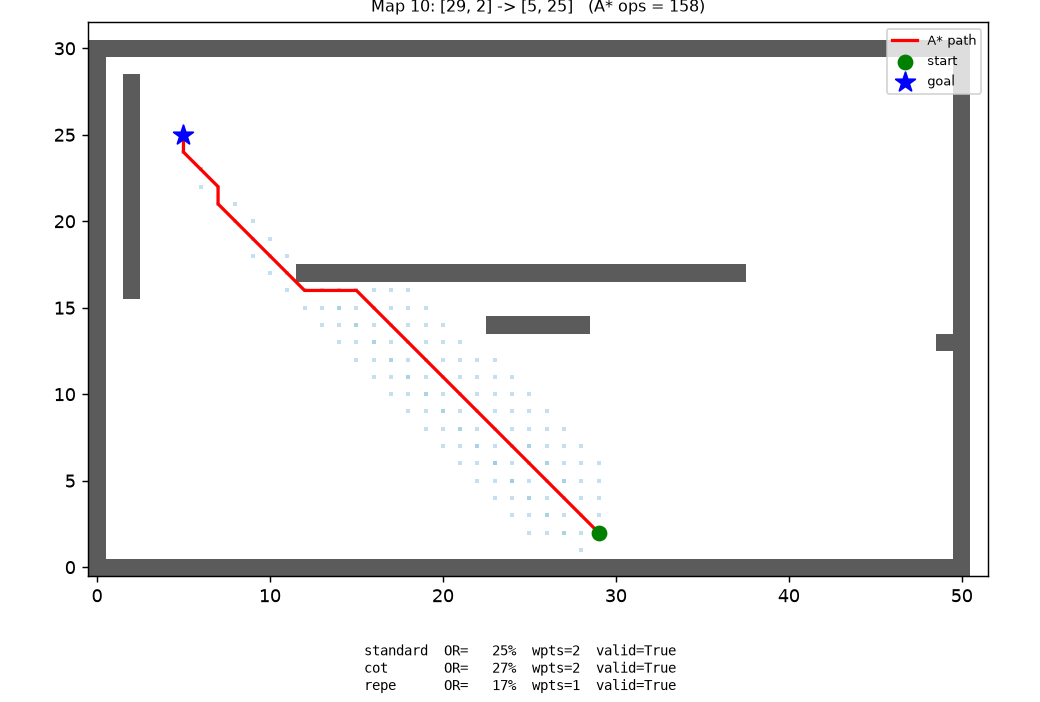 Map 10: [29, 2] -> [5, 25]   (A* ops = 158)
A* path
start
goal
30
25
20
15
10
5
0
0 10 20 30 40 50
standard  OR=   25%  wpts=2  valid=True
cot       OR=   27%  wpts=2  valid=True
repe      OR=   17%  wpts=1  valid=True